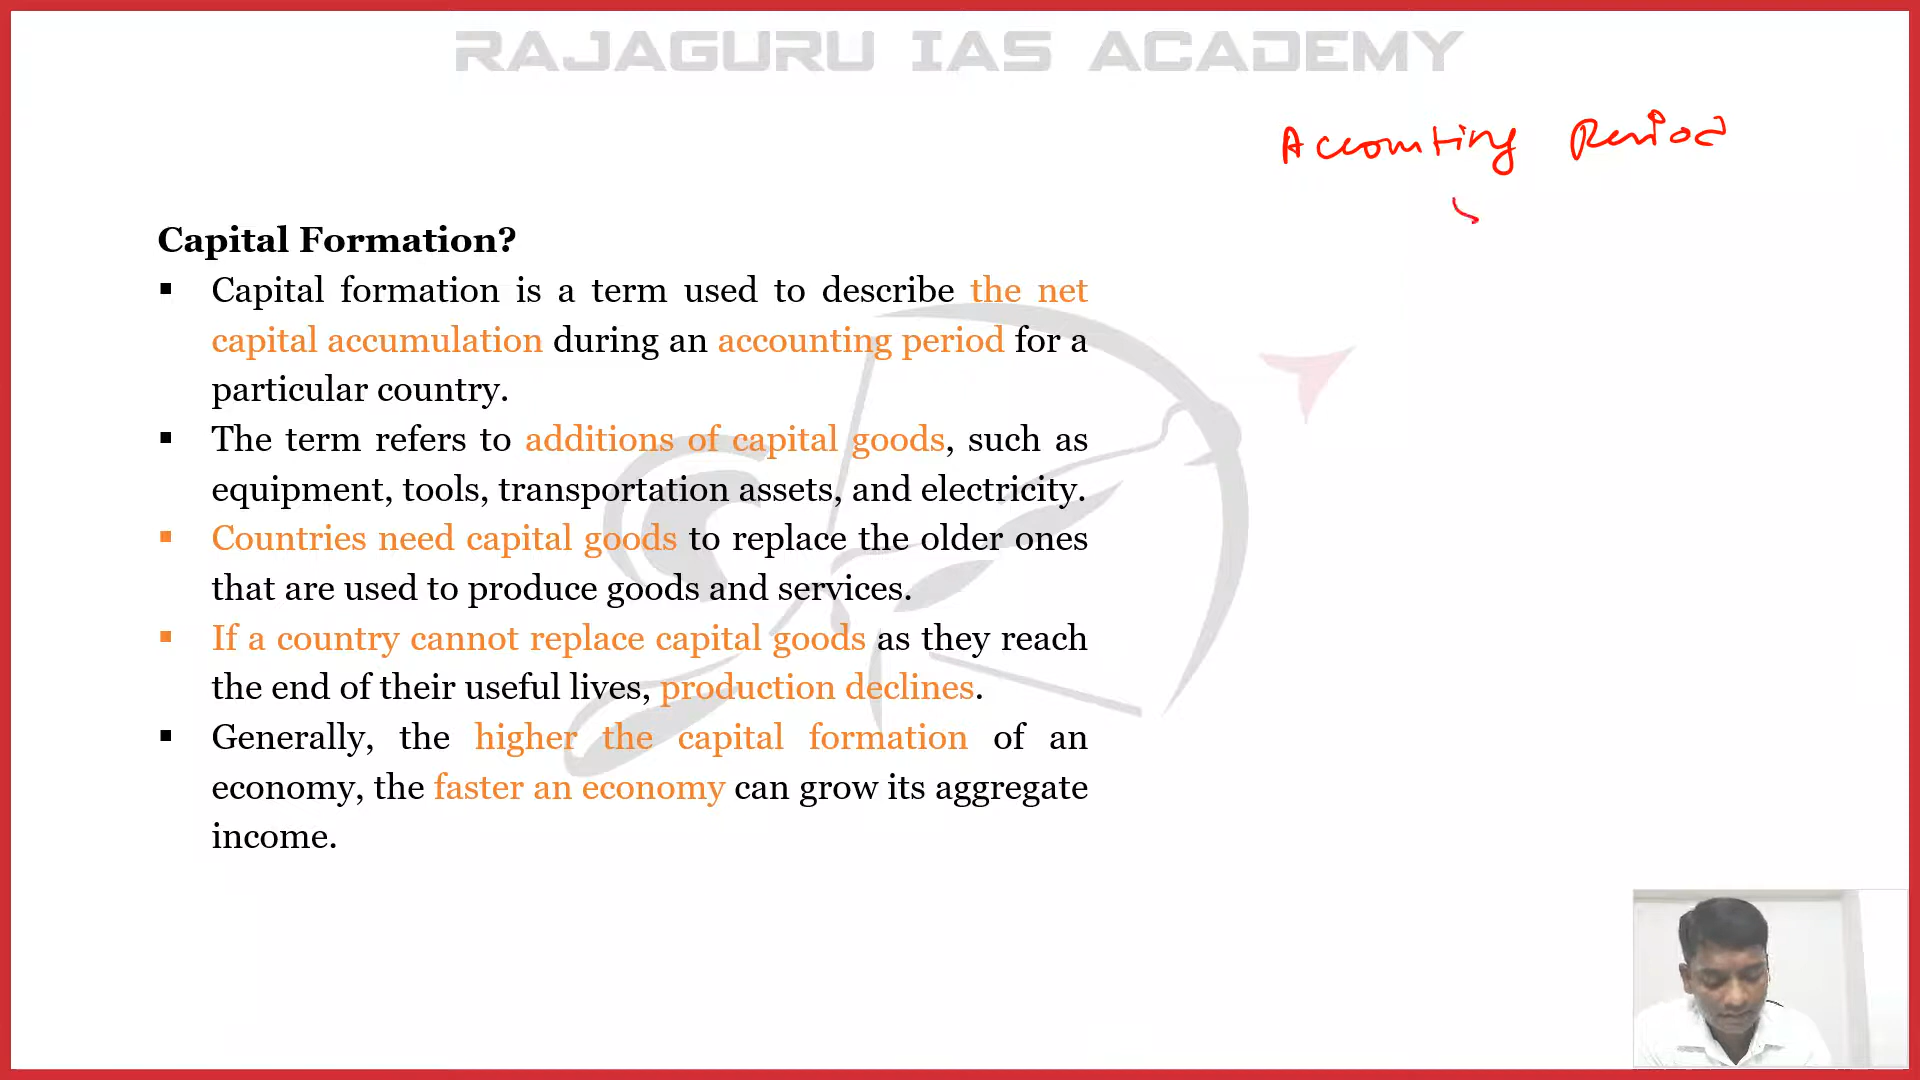 RAJAGURU IAS ACADEMY
Accounting Period
Capital Formation?
▪ Capital formation is a term used to describe the net
capital accumulation during an accounting period for a
particular country.
▪ The term refers to additions of capital goods, such as
equipment, tools, transportation assets, and electricity.
▪ Countries need capital goods to replace the older ones
that are used to produce goods and services.
▪ If a country cannot replace capital goods as they reach
the end of their useful lives, production declines.
▪ Generally, the higher the capital formation of an
economy, the faster an economy can grow its aggregate
income.